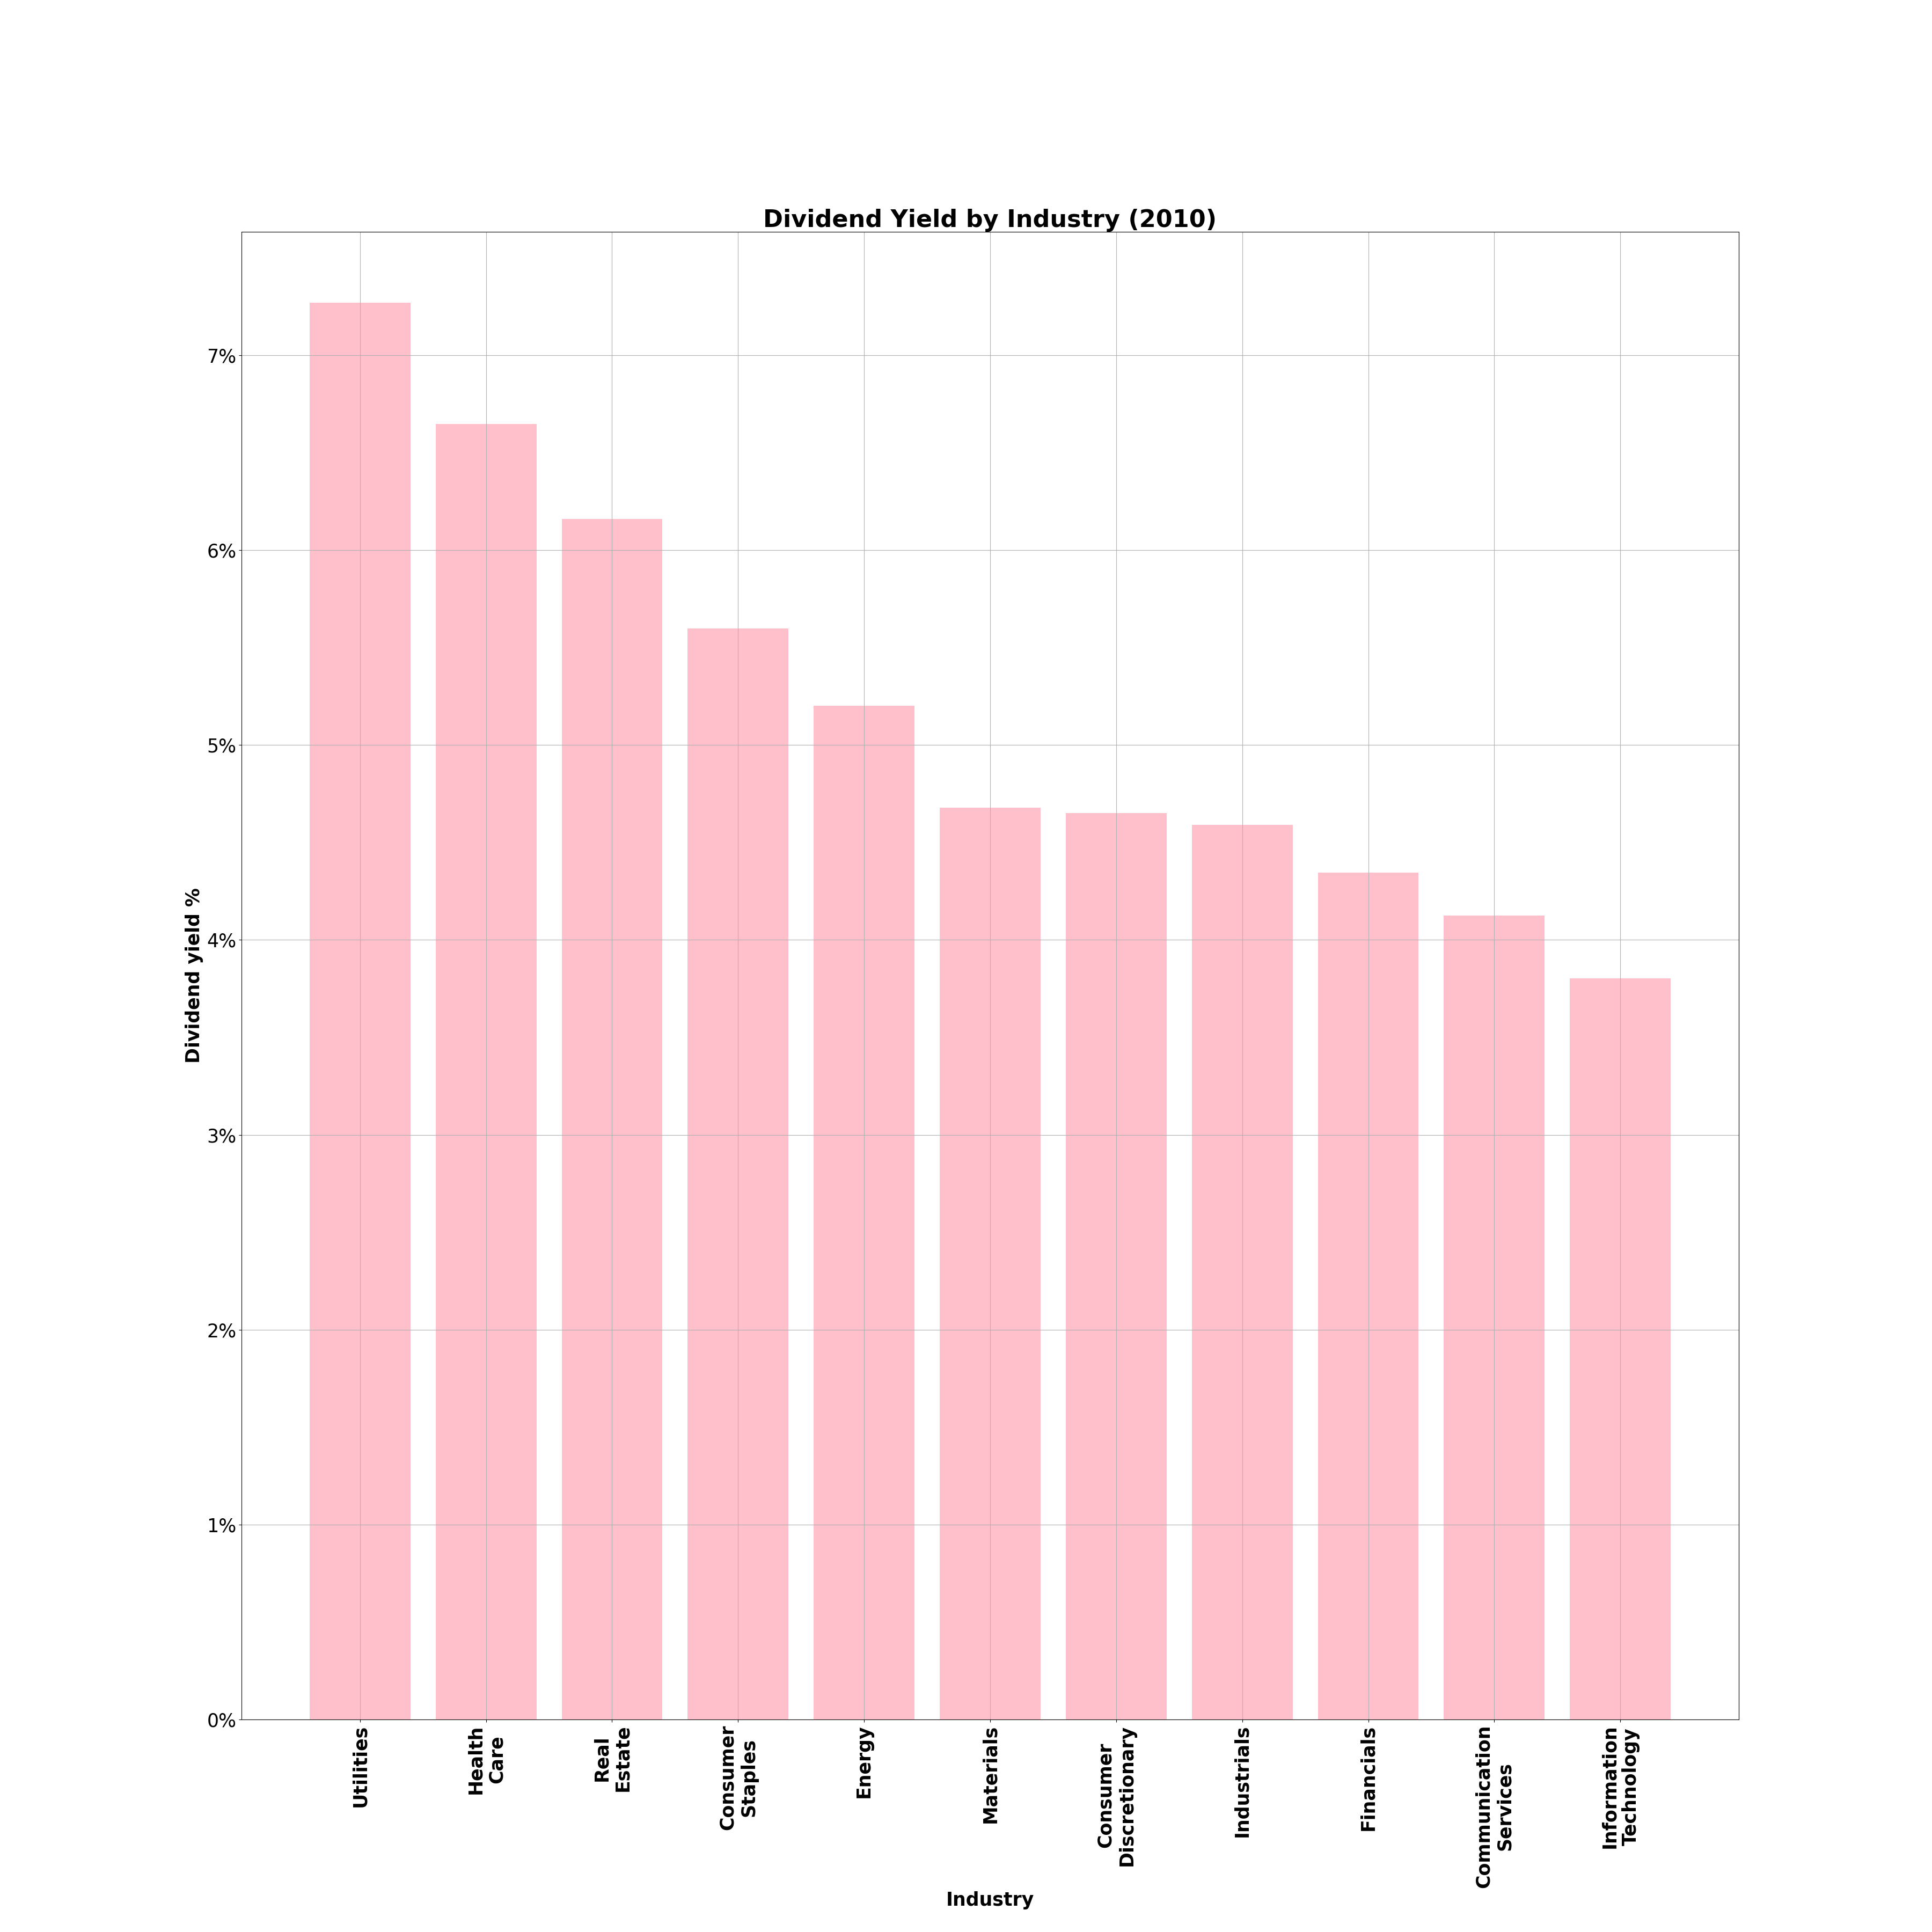 Dividend Yield by Industry (2010)
Dividend yield %
7%
6%
5%
4%
3%
2%
1%
0%
Utilities
Health
Care
Real
Estate
Consumer
Staples
Energy
Materials
Consumer
Discretionary
Industrials
Financials
Communication
Services
Information
Technology
Industry